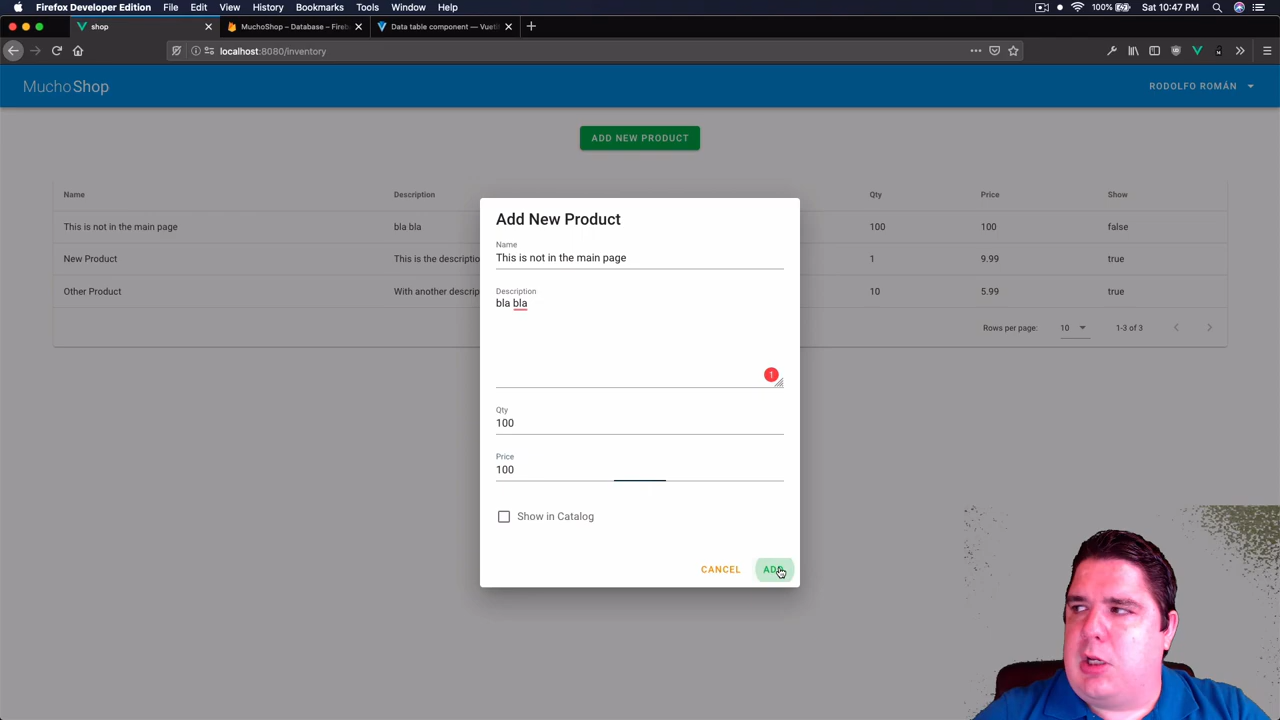 Firefox Developer Edition File Edit View History Bookmarks Tools Window Help 100% Sat 10:47 PM
shop
MuchoShop – Database – Fireb
Data table component — Vueti
localhost:8080/inventory
MuchoShop
RODOLFO ROMÁN
ADD NEW PRODUCT
Name Description Qty Price Show
This is not in the main page bla bla 100 100 false
New Product This is the descriptio 1 9.99 true
Other Product With another descrip 10 5.99 true
Rows per page: 10 1-3 of 3
Add New Product
Name
This is not in the main page
Description
bla bla
1
Qty
100
Price
100
Show in Catalog
CANCEL